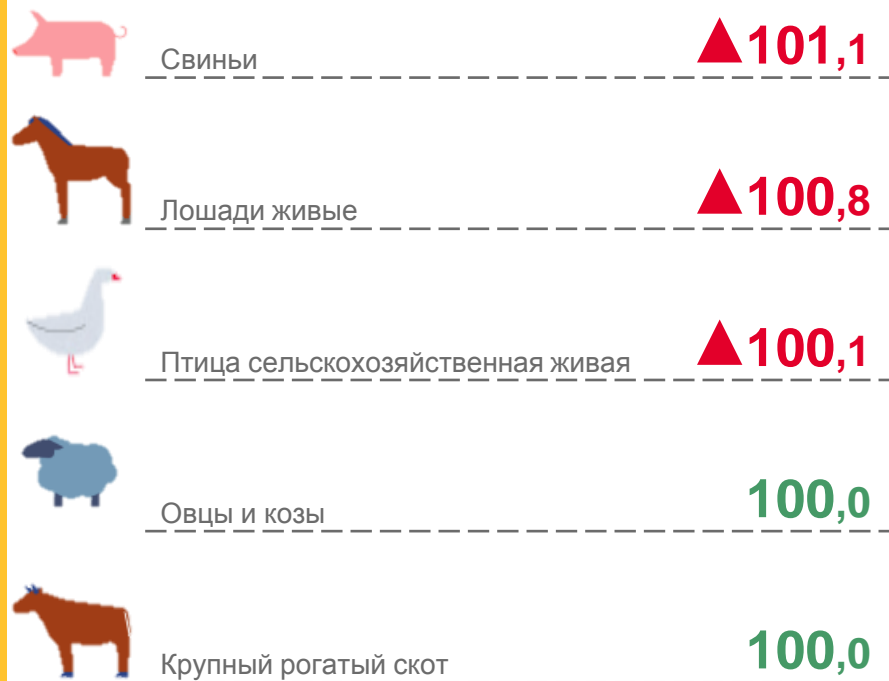 Свиньи ▲101,1
Лошади живые ▲100,8
Птица сельскохозяйственная живая ▲100,1
Овцы и козы 100,0
Крупный рогатый скот 100,0